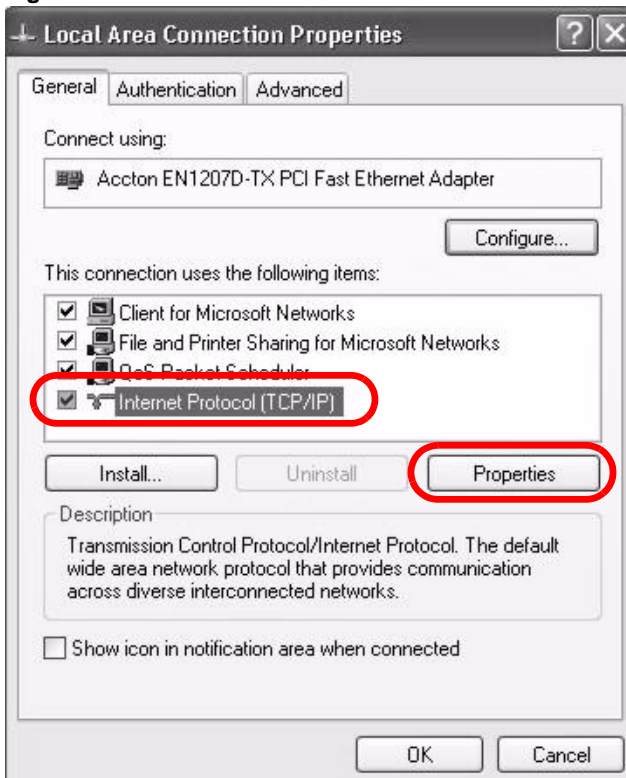 Local Area Connection Properties
General Authentication Advanced
Connect using:
Accton EN1207D-TX PCI Fast Ethernet Adapter
Configure...
This connection uses the following items:
Client for Microsoft Networks
File and Printer Sharing for Microsoft Networks
QoS Packet Scheduler
Internet Protocol (TCP/IP)
Install... Uninstall Properties
Description
Transmission Control Protocol/Internet Protocol. The default
wide area network protocol that provides communication
across diverse interconnected networks.
Show icon in notification area when connected
OK Cancel